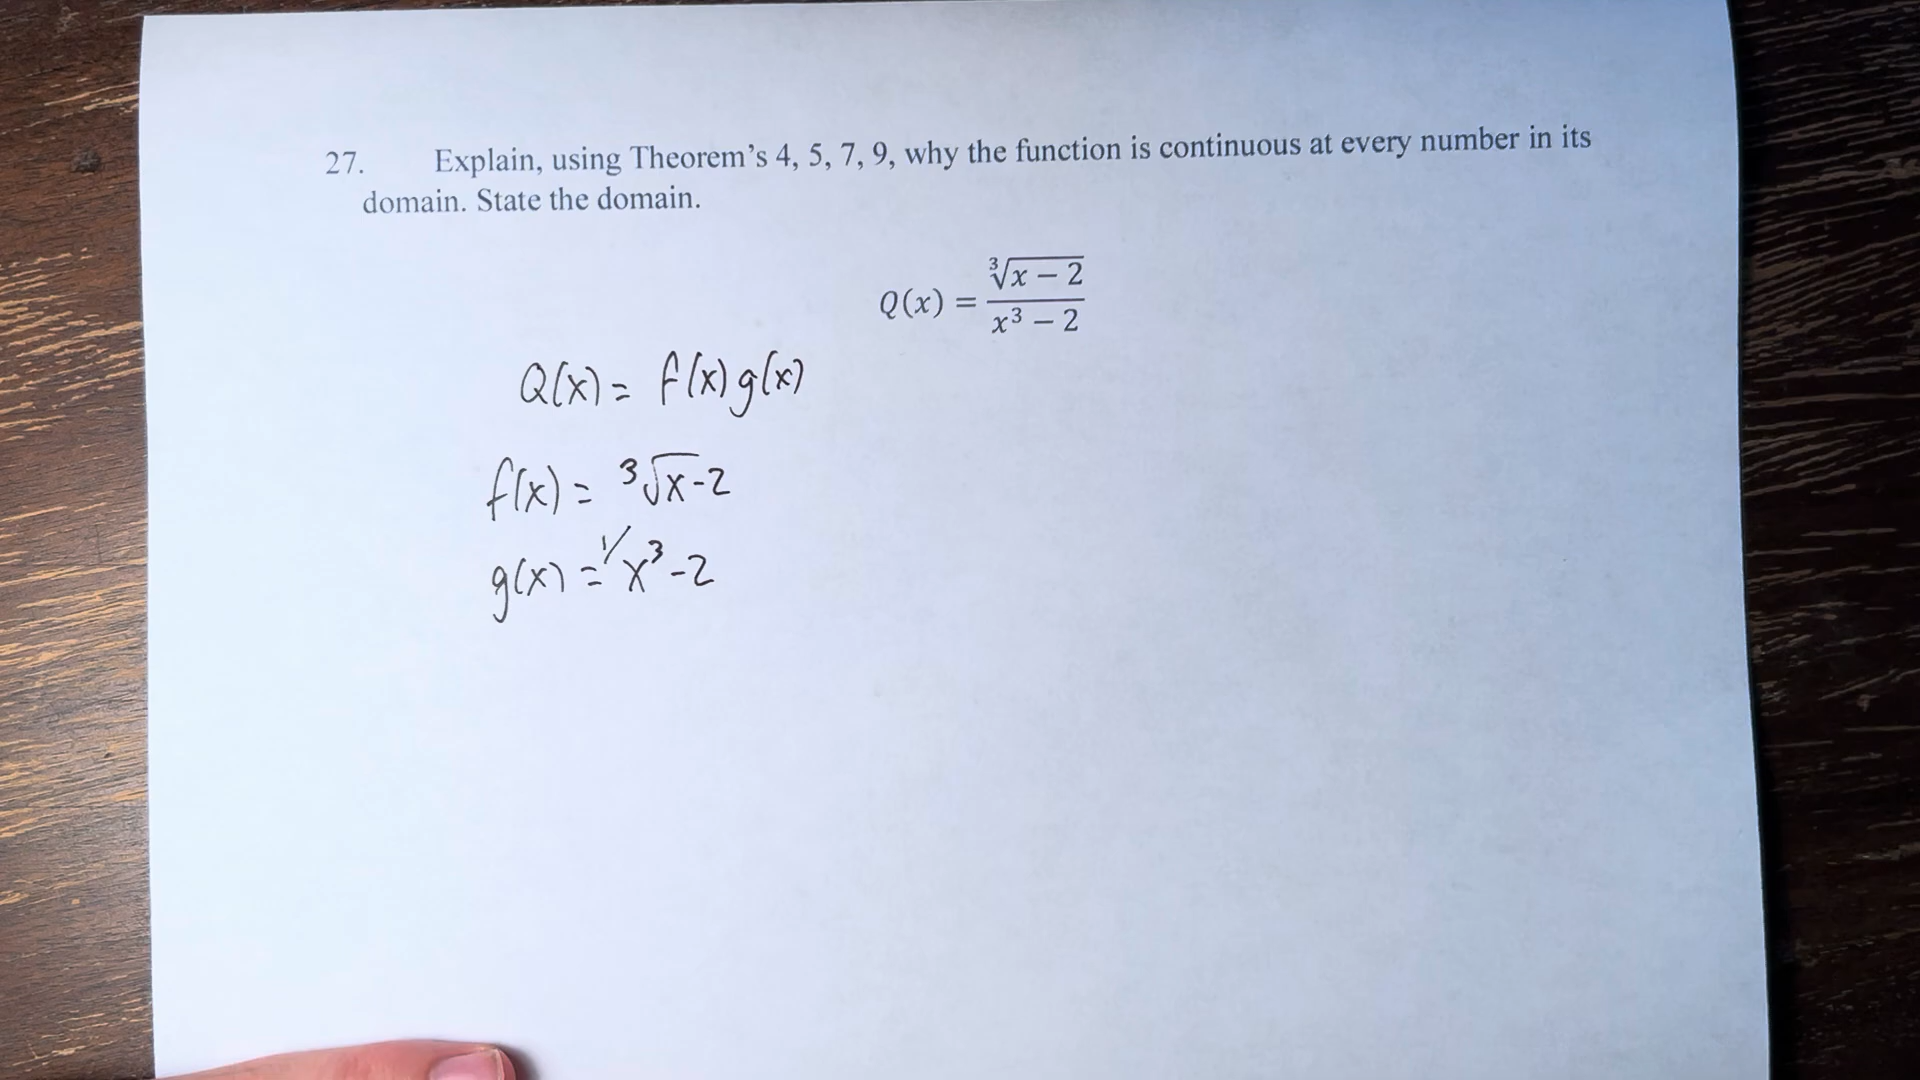 27. Explain, using Theorem's 4, 5, 7, 9, why the function is continuous at every number in its
domain. State the domain.
Q(x) = ∛(x − 2) / (x³ − 2)
Q(x) = f(x) g(x)
f(x) = ³√x-2
g(x) = 1/x³-2